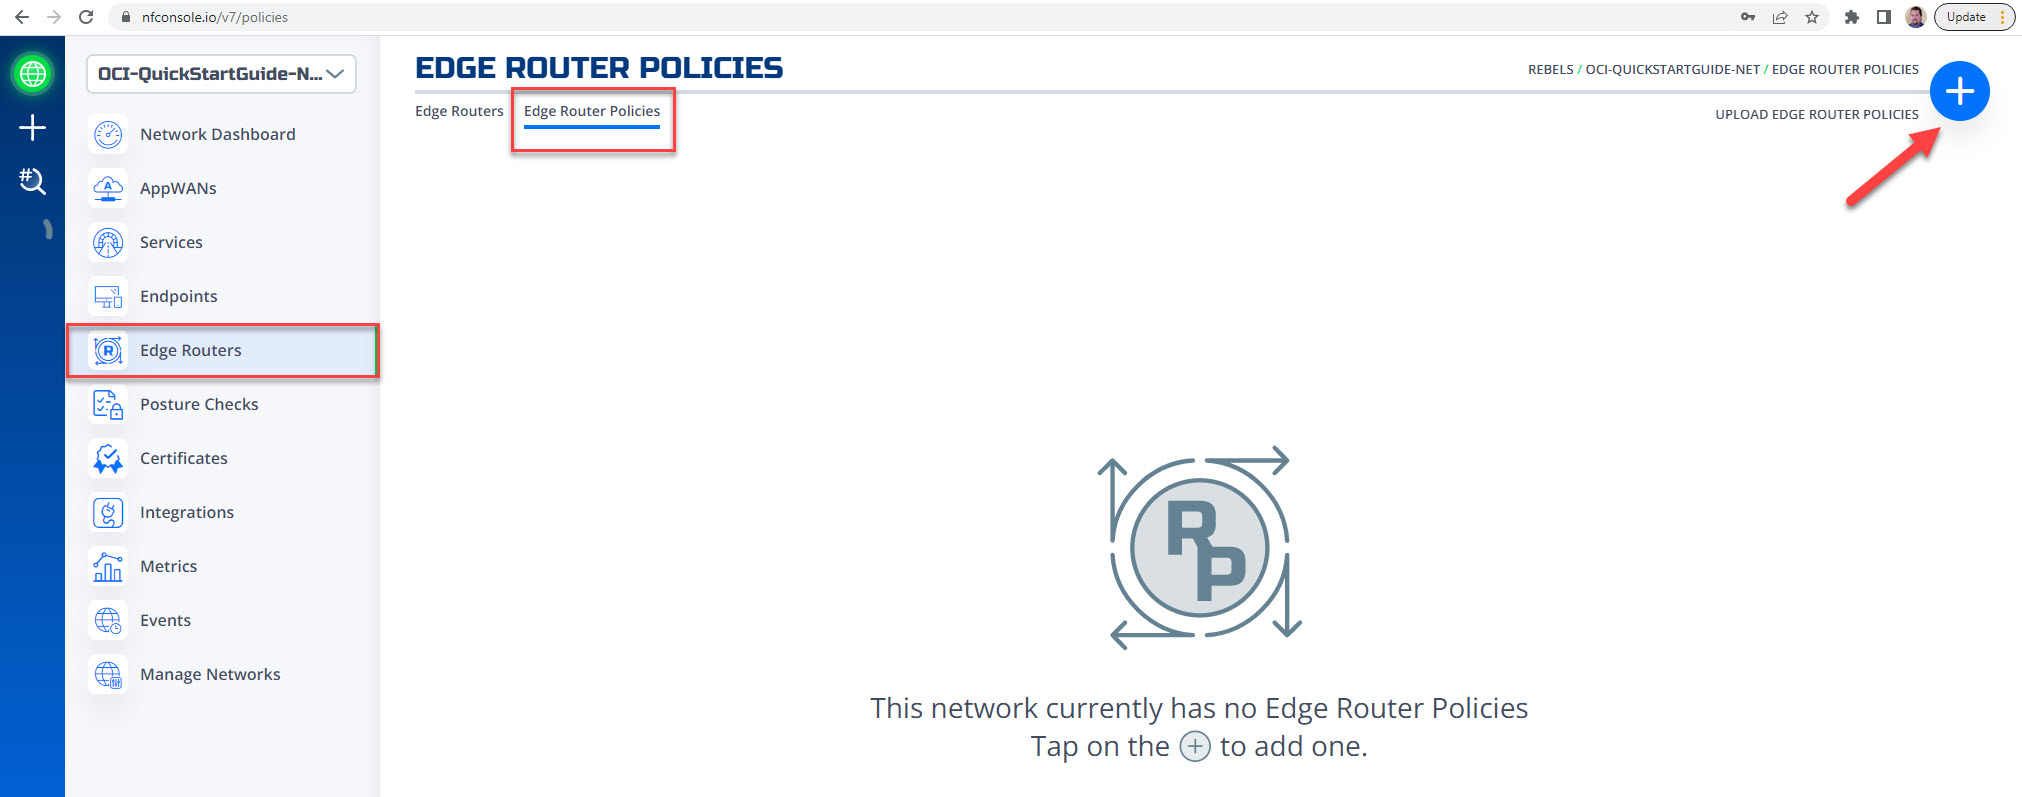 nfconsole.io/v7/policies
Update
OCI-QuickStartGuide-N...
EDGE ROUTER POLICIES
REBELS / OCI-QUICKSTARTGUIDE-NET / EDGE ROUTER POLICIES
Edge Routers
Edge Router Policies
UPLOAD EDGE ROUTER POLICIES
#
Network Dashboard
A
AppWANs
Services
Endpoints
R
Edge Routers
Posture Checks
Certificates
Integrations
Metrics
Events
Manage Networks
RP
This network currently has no Edge Router Policies
Tap on the + to add one.